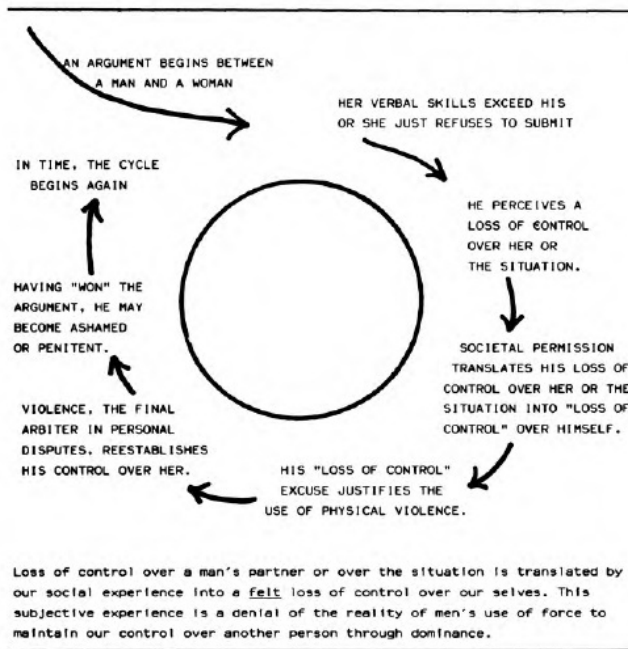 AN ARGUMENT BEGINS BETWEEN
A MAN AND A WOMAN
HER VERBAL SKILLS EXCEED HIS
OR SHE JUST REFUSES TO SUBMIT
HE PERCEIVES A
LOSS OF CONTROL
OVER HER OR
THE SITUATION.
SOCIETAL PERMISSION
TRANSLATES HIS LOSS OF
CONTROL OVER HER OR THE
SITUATION INTO "LOSS OF
CONTROL" OVER HIMSELF.
HIS "LOSS OF CONTROL"
EXCUSE JUSTIFIES THE
USE OF PHYSICAL VIOLENCE.
VIOLENCE, THE FINAL
ARBITER IN PERSONAL
DISPUTES, REESTABLISHES
HIS CONTROL OVER HER.
HAVING "WON" THE
ARGUMENT, HE MAY
BECOME ASHAMED
OR PENITENT.
IN TIME, THE CYCLE
BEGINS AGAIN
Loss of control over a man's partner or over the situation is translated by
our social experience into a felt loss of control over our selves. This
subjective experience is a denial of the reality of men's use of force to
maintain our control over another person through dominance.